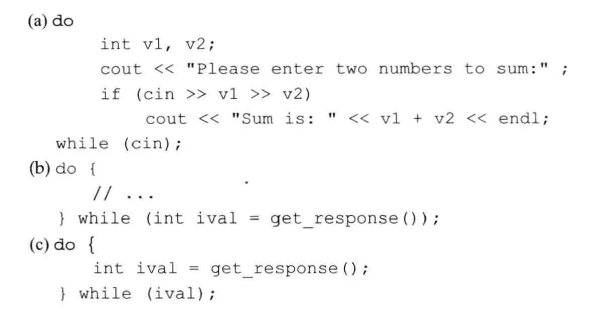 (a) do
int v1, v2;
cout << "Please enter two numbers to sum:" ;
if (cin >> v1 >> v2)
cout << "Sum is: " << v1 + v2 << endl;
while (cin);
(b) do {
// ...
} while (int ival = get_response());
(c) do {
int ival = get_response();
} while (ival);